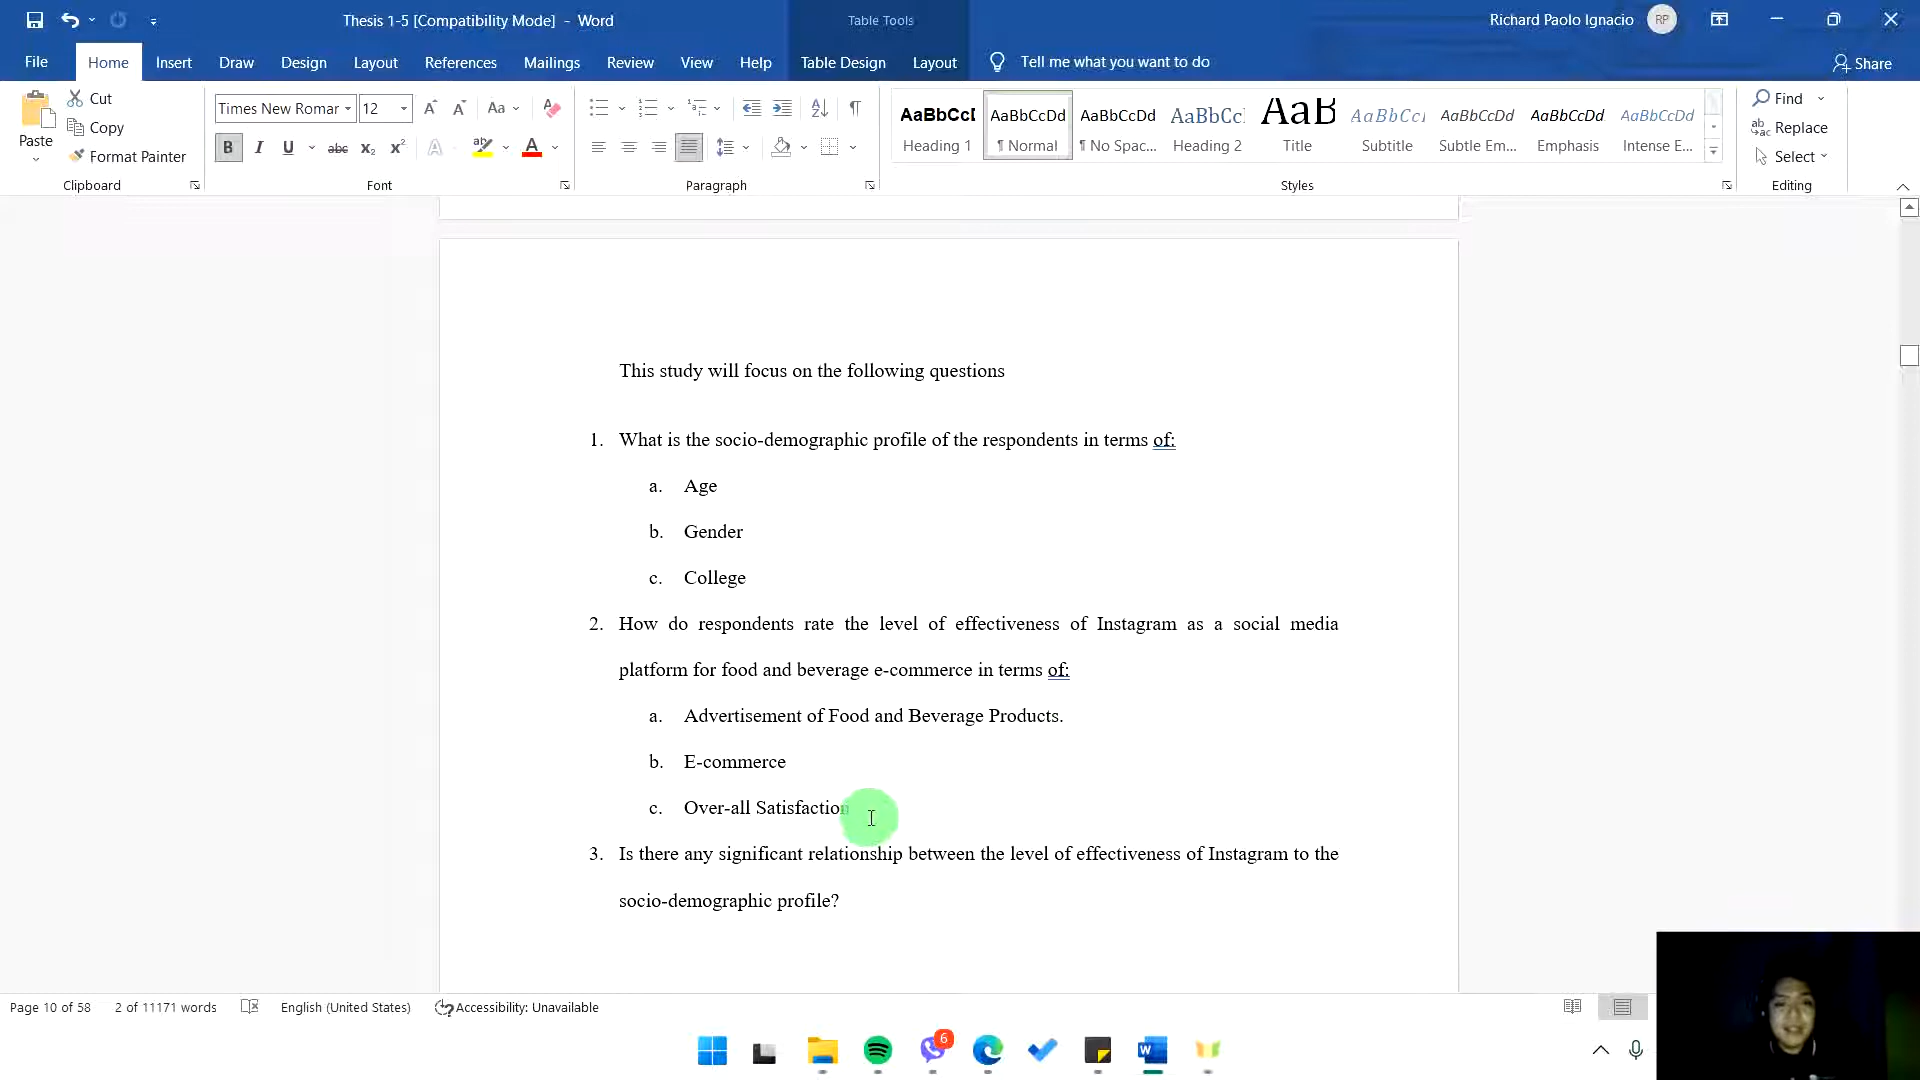 Thesis 1-5 [Compatibility Mode] - Word
Table Tools
Richard Paolo Ignacio
RP
File
Home
Insert
Draw
Design
Layout
References
Mailings
Review
View
Help
Table Design
Layout
Tell me what you want to do
Share
Paste
Cut
Copy
Format Painter
Clipboard
Times New Romar
12
Font
Paragraph
AaBbCcI
Heading 1
AaBbCcDd
¶ Normal
AaBbCcDd
¶ No Spac...
AaBbCc
Heading 2
AaB
Title
AaBbCcI
Subtitle
AaBbCcDd
Subtle Em...
AaBbCcDd
Emphasis
AaBbCcDd
Intense E...
Styles
Find
Replace
Select
Editing
This study will focus on the following questions
1. What is the socio-demographic profile of the respondents in terms of:
a. Age
b. Gender
c. College
2. How do respondents rate the level of effectiveness of Instagram as a social media
platform for food and beverage e-commerce in terms of:
a. Advertisement of Food and Beverage Products.
b. E-commerce
c. Over-all Satisfaction
3. Is there any significant relationship between the level of effectiveness of Instagram to the
socio-demographic profile?
Page 10 of 58
2 of 11171 words
English (United States)
Accessibility: Unavailable
6